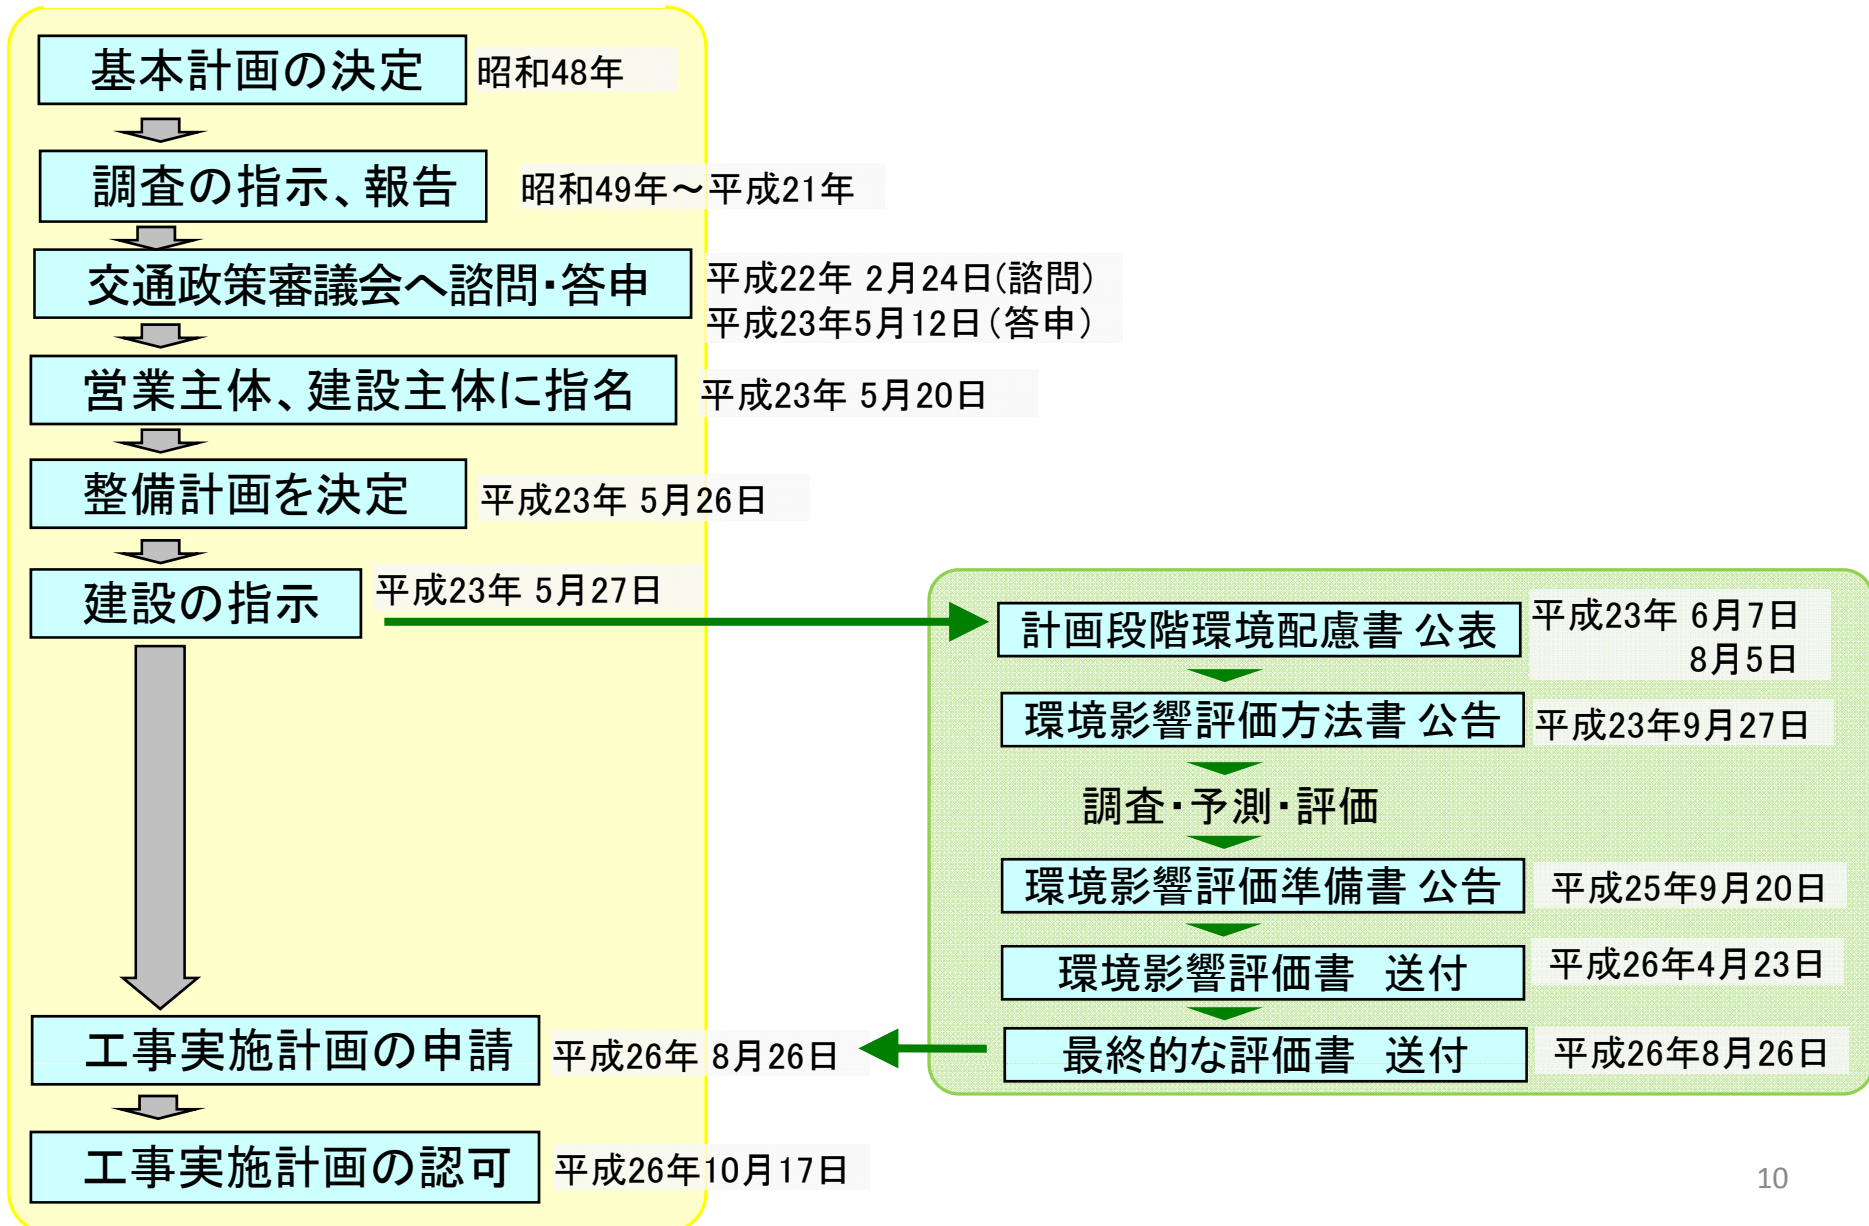 基本計画の決定
昭和48年
調査の指示、報告
昭和49年～平成21年
交通政策審議会へ諮問・答申
平成22年 2月24日(諮問)
平成23年5月12日(答申)
営業主体、建設主体に指名
平成23年 5月20日
整備計画を決定
平成23年 5月26日
建設の指示
平成23年 5月27日
計画段階環境配慮書 公表
平成23年 6月7日
8月5日
環境影響評価方法書 公告
平成23年9月27日
調査・予測・評価
環境影響評価準備書 公告
平成25年9月20日
環境影響評価書　送付
平成26年4月23日
最終的な評価書　送付
平成26年8月26日
工事実施計画の申請
平成26年 8月26日
工事実施計画の認可
平成26年10月17日
10